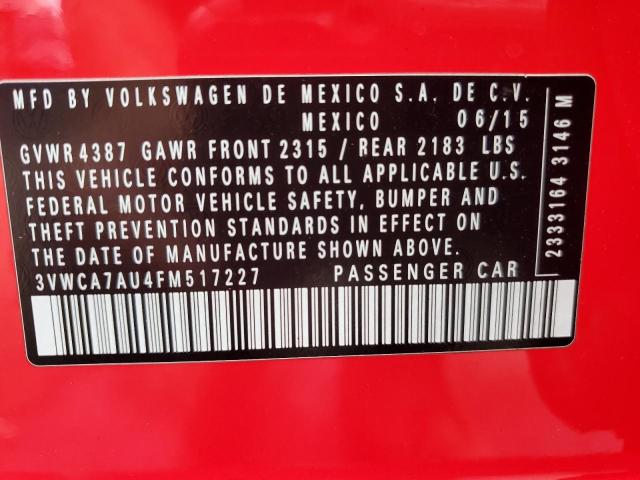 MFD BY VOLKSWAGEN DE MEXICO S.A. DE C.V.
MEXICO 06/15
GVWR 4387 GAWR FRONT 2315 / REAR 2183 LBS
THIS VEHICLE CONFORMS TO ALL APPLICABLE U.S.
FEDERAL MOTOR VEHICLE SAFETY, BUMPER AND
THEFT PREVENTION STANDARDS IN EFFECT ON
THE DATE OF MANUFACTURE SHOWN ABOVE.
3VWCA7AU4FM517227 PASSENGER CAR
2333164 3146 M